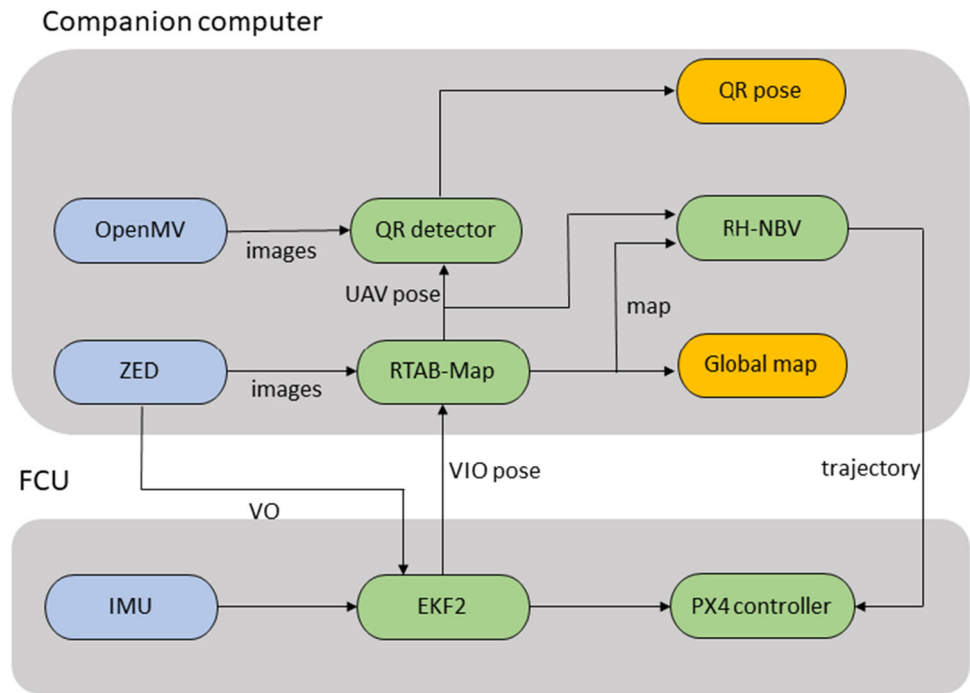 Companion computer
QR pose
OpenMV
images
QR detector
RH-NBV
UAV pose
map
ZED
images
RTAB-Map
Global map
FCU
VO
VIO pose
trajectory
IMU
EKF2
PX4 controller